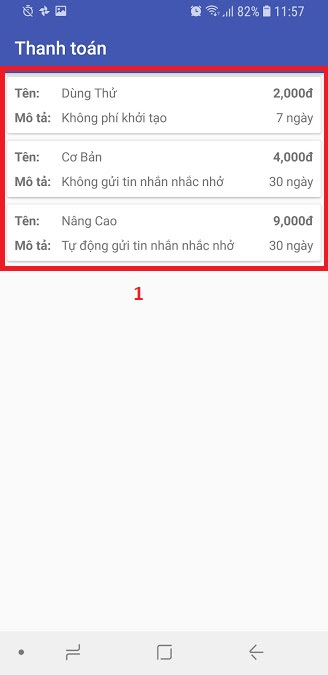 82% 11:57
Thanh toán
Tên: Dùng Thử 2,000đ
Mô tả: Không phí khởi tạo 7 ngày
Tên: Cơ Bản 4,000đ
Mô tả: Không gửi tin nhắn nhắc nhở 30 ngày
Tên: Nâng Cao 9,000đ
Mô tả: Tự động gửi tin nhắn nhắc nhở 30 ngày
1